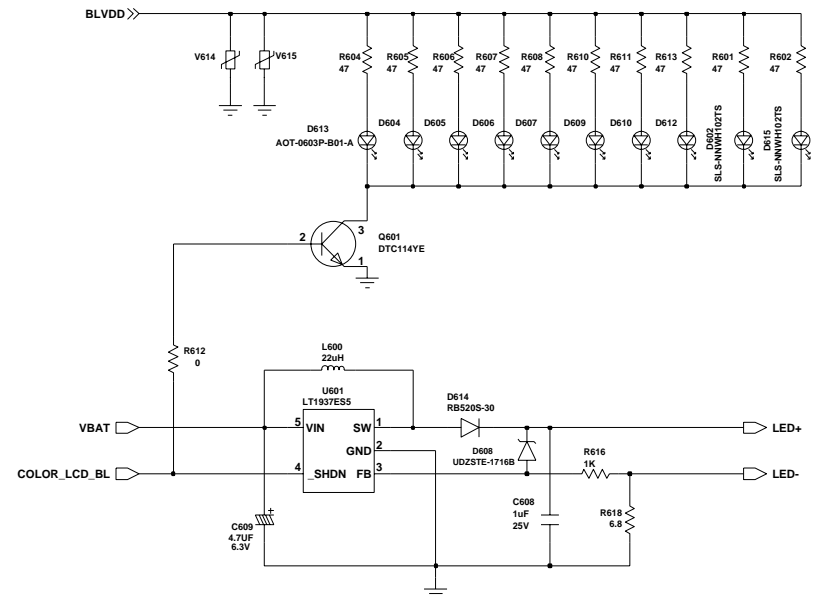 BLVDD
V614
V615
R604
47
R605
47
R606
47
R607
47
R608
47
R610
47
R611
47
R613
47
R601
47
R602
47
D613
AOT-0603P-B01-A
D604
D605
D606
D607
D609
D610
D612
D602
SLS-NNWH102TS
D615
SLS-NNWH102TS
2
3
1
Q601
DTC114YE
R612
0
L600
22uH
U601
LT1937ES5
VBAT
5
VIN
SW
1
GND
2
COLOR_LCD_BL
4
_SHDN
FB
3
D614
RB520S-30
D608
UDZSTE-1716B
R616
1K
LED+
LED-
C609
4.7UF
6.3V
+
C608
1uF
25V
R618
6.8